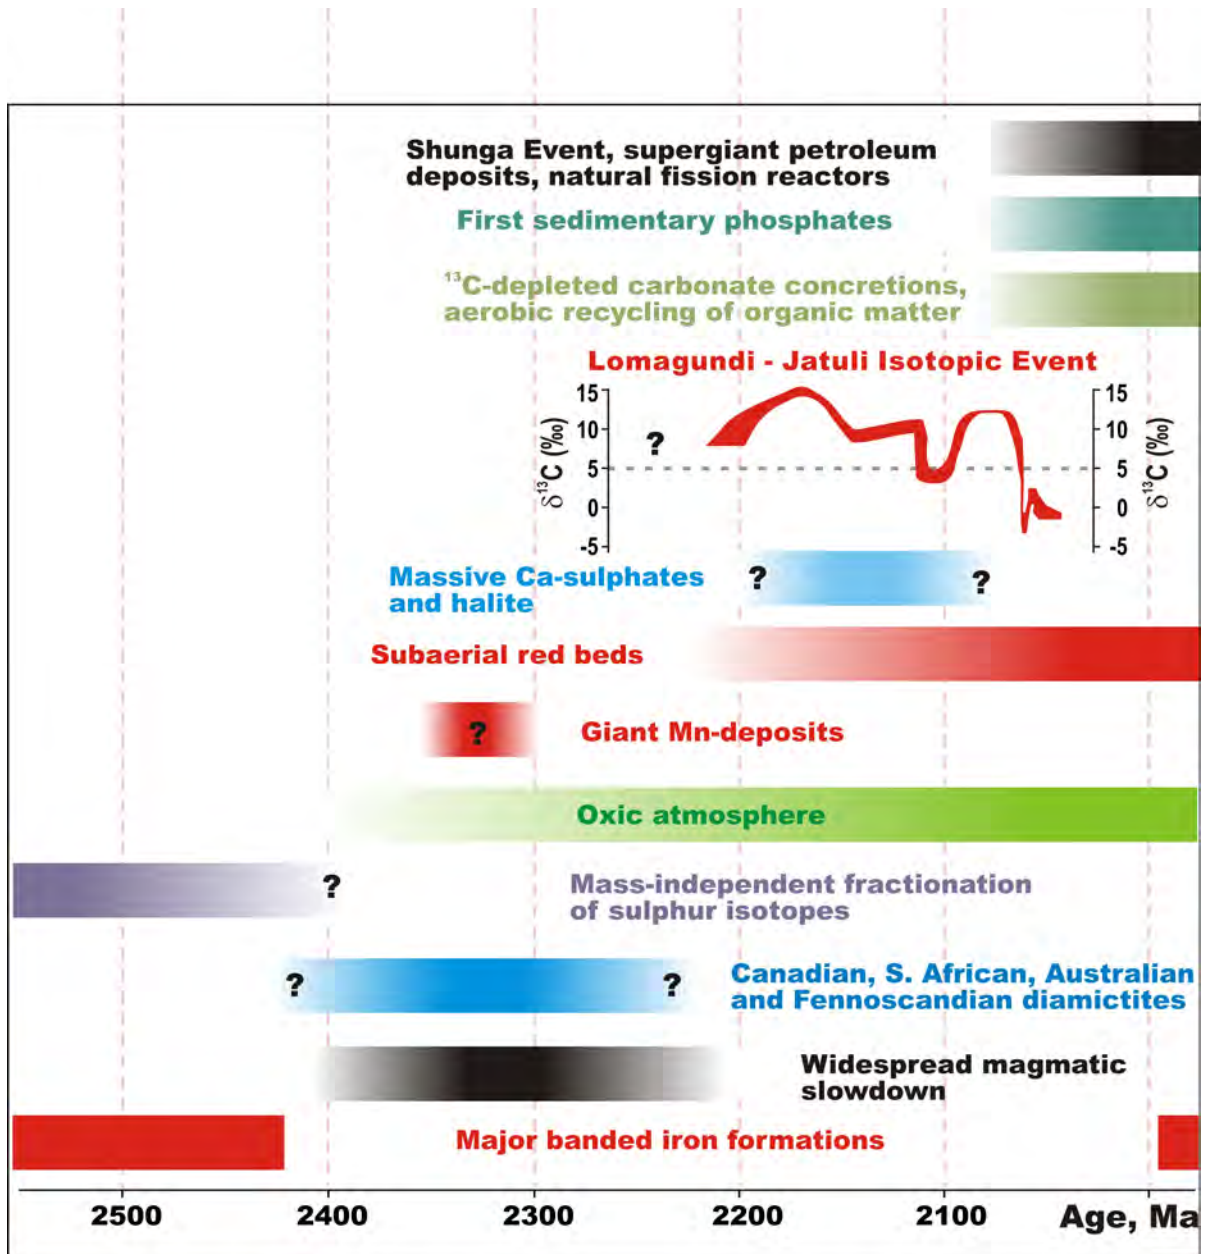 Shunga Event, supergiant petroleum
deposits, natural fission reactors
First sedimentary phosphates
¹³C-depleted carbonate concretions,
aerobic recycling of organic matter
Lomagundi - Jatuli Isotopic Event
15
10
5
0
-5
δ¹³C (‰)
?
15
10
5
0
-5
δ¹³C (‰)
Massive Ca-sulphates
and halite
?
?
Subaerial red beds
?
Giant Mn-deposits
Oxic atmosphere
?
Mass-independent fractionation
of sulphur isotopes
?
?
Canadian, S. African, Australian
and Fennoscandian diamictites
Widespread magmatic
slowdown
Major banded iron formations
2500 2400 2300 2200 2100 Age, Ma